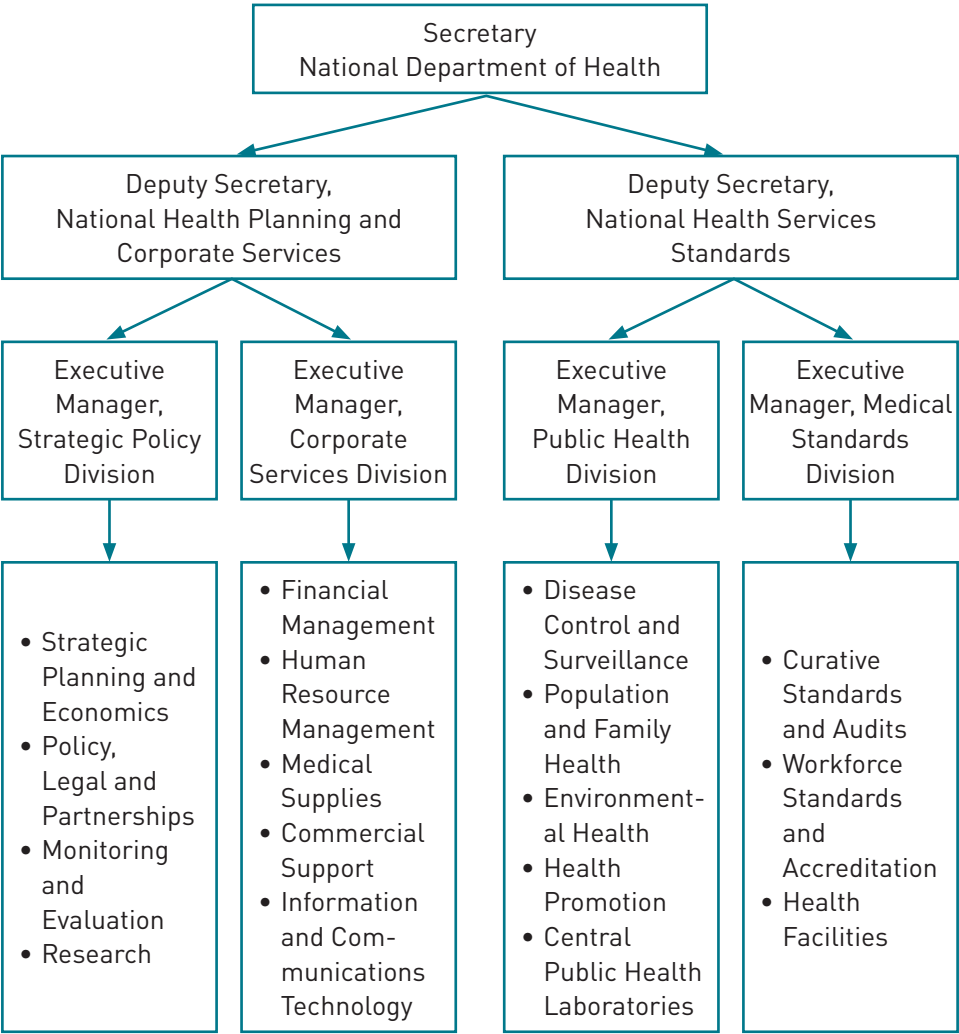 Secretary
National Department of Health
Deputy Secretary,
National Health Planning and
Corporate Services
Deputy Secretary,
National Health Services
Standards
Executive
Manager,
Strategic Policy
Division
Executive
Manager,
Corporate
Services Division
Executive
Manager,
Public Health
Division
Executive
Manager, Medical
Standards
Division
• Strategic
Planning and
Economics
• Policy,
Legal and
Partnerships
• Monitoring
and
Evaluation
• Research
• Financial
Management
• Human
Resource
Management
• Medical
Supplies
• Commercial
Support
• Information
and Com-
munications
Technology
• Disease
Control and
Surveillance
• Population
and Family
Health
• Environment-
al Health
• Health
Promotion
• Central
Public Health
Laboratories
• Curative
Standards
and Audits
• Workforce
Standards
and
Accreditation
• Health
Facilities